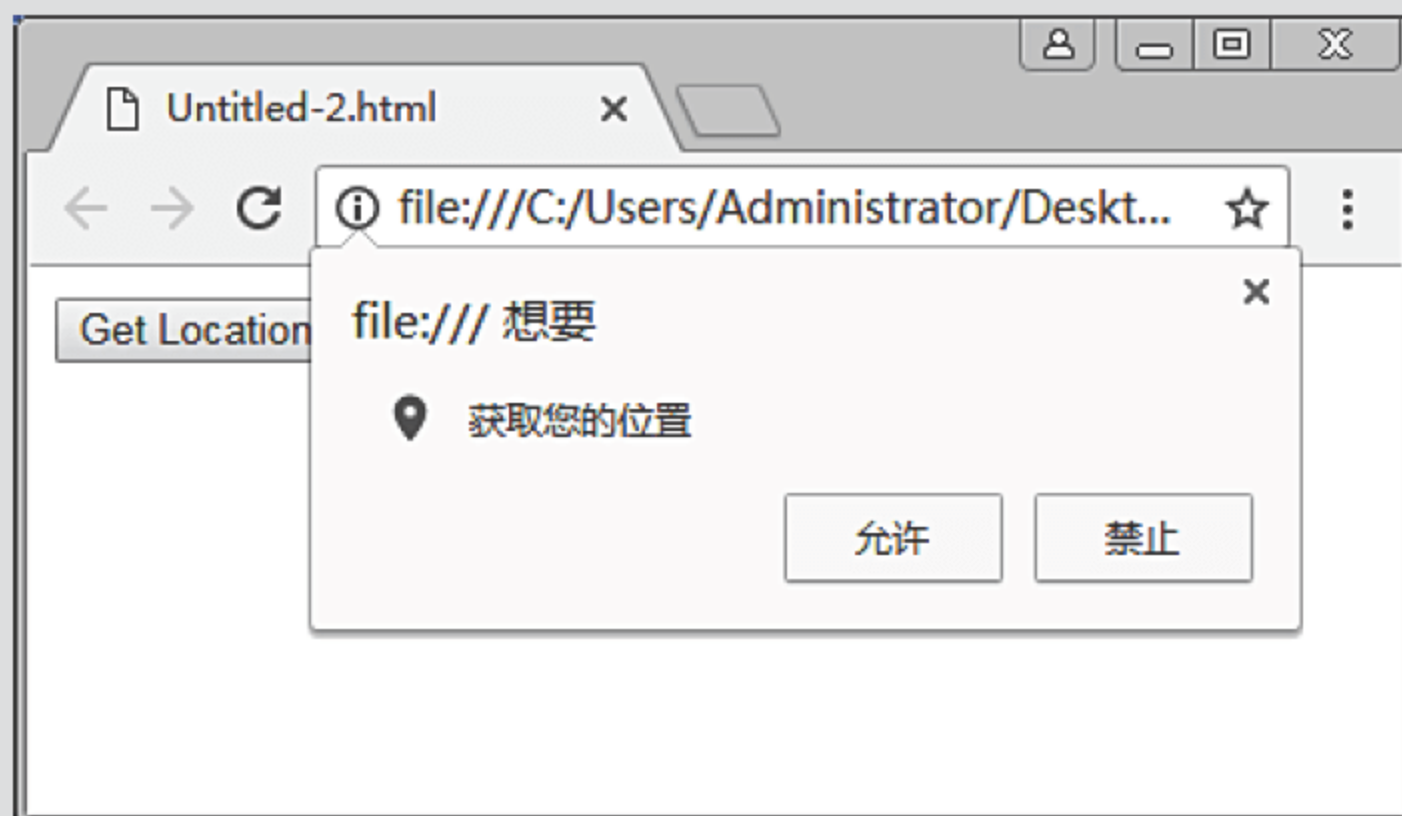 Untitled-2.html
file:///C:/Users/Administrator/Deskt...
Get Location
file:/// 想要
获取您的位置
允许 禁止